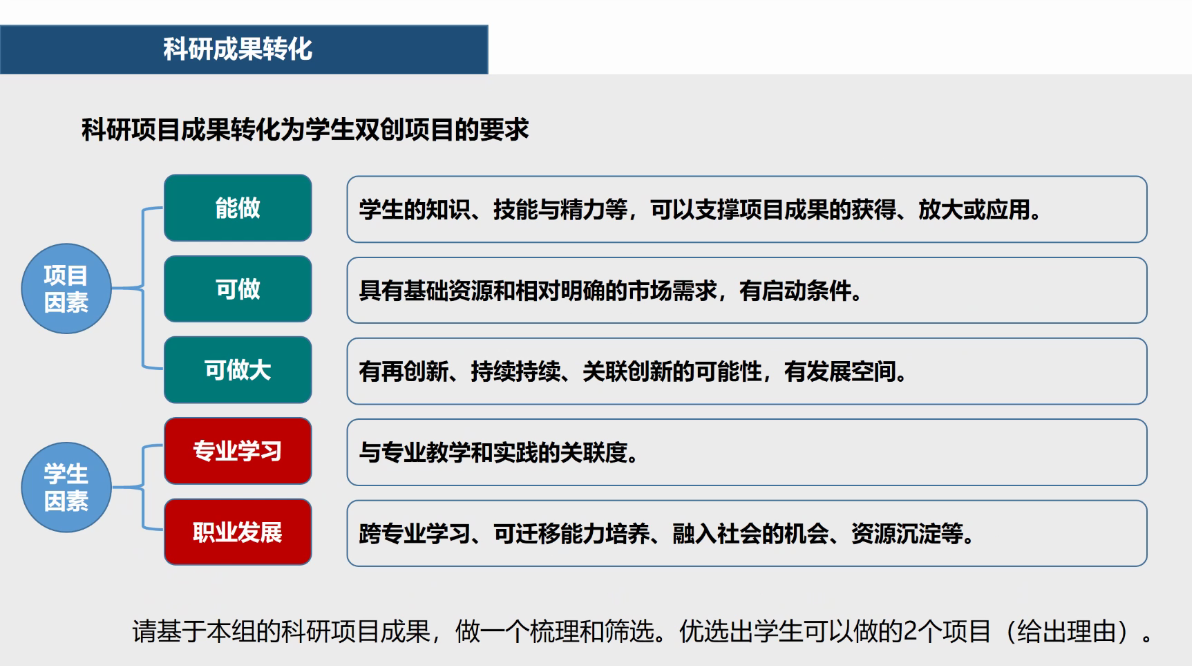 科研成果转化
科研项目成果转化为学生双创项目的要求
项目
因素
能做
学生的知识、技能与精力等，可以支撑项目成果的获得、放大或应用。
可做
具有基础资源和相对明确的市场需求，有启动条件。
可做大
有再创新、持续持续、关联创新的可能性，有发展空间。
学生
因素
专业学习
与专业教学和实践的关联度。
职业发展
跨专业学习、可迁移能力培养、融入社会的机会、资源沉淀等。
请基于本组的科研项目成果，做一个梳理和筛选。优选出学生可以做的2个项目（给出理由）。